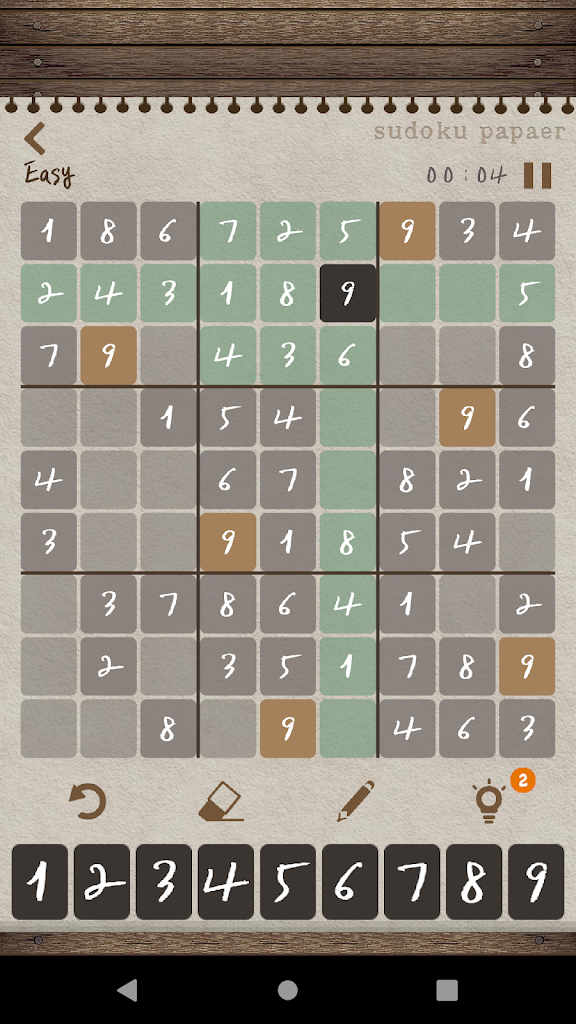 sudoku papaer
Easy 00:04
1 8 6 7 2 5 9 3 4
2 4 3 1 8 9 5
7 9 4 3 6 8
1 5 4 9 6
4 6 7 8 2 1
3 9 1 8 5 4
3 7 8 6 4 1 2
2 3 5 1 7 8 9
8 9 4 6 3
2
1 2 3 4 5 6 7 8 9